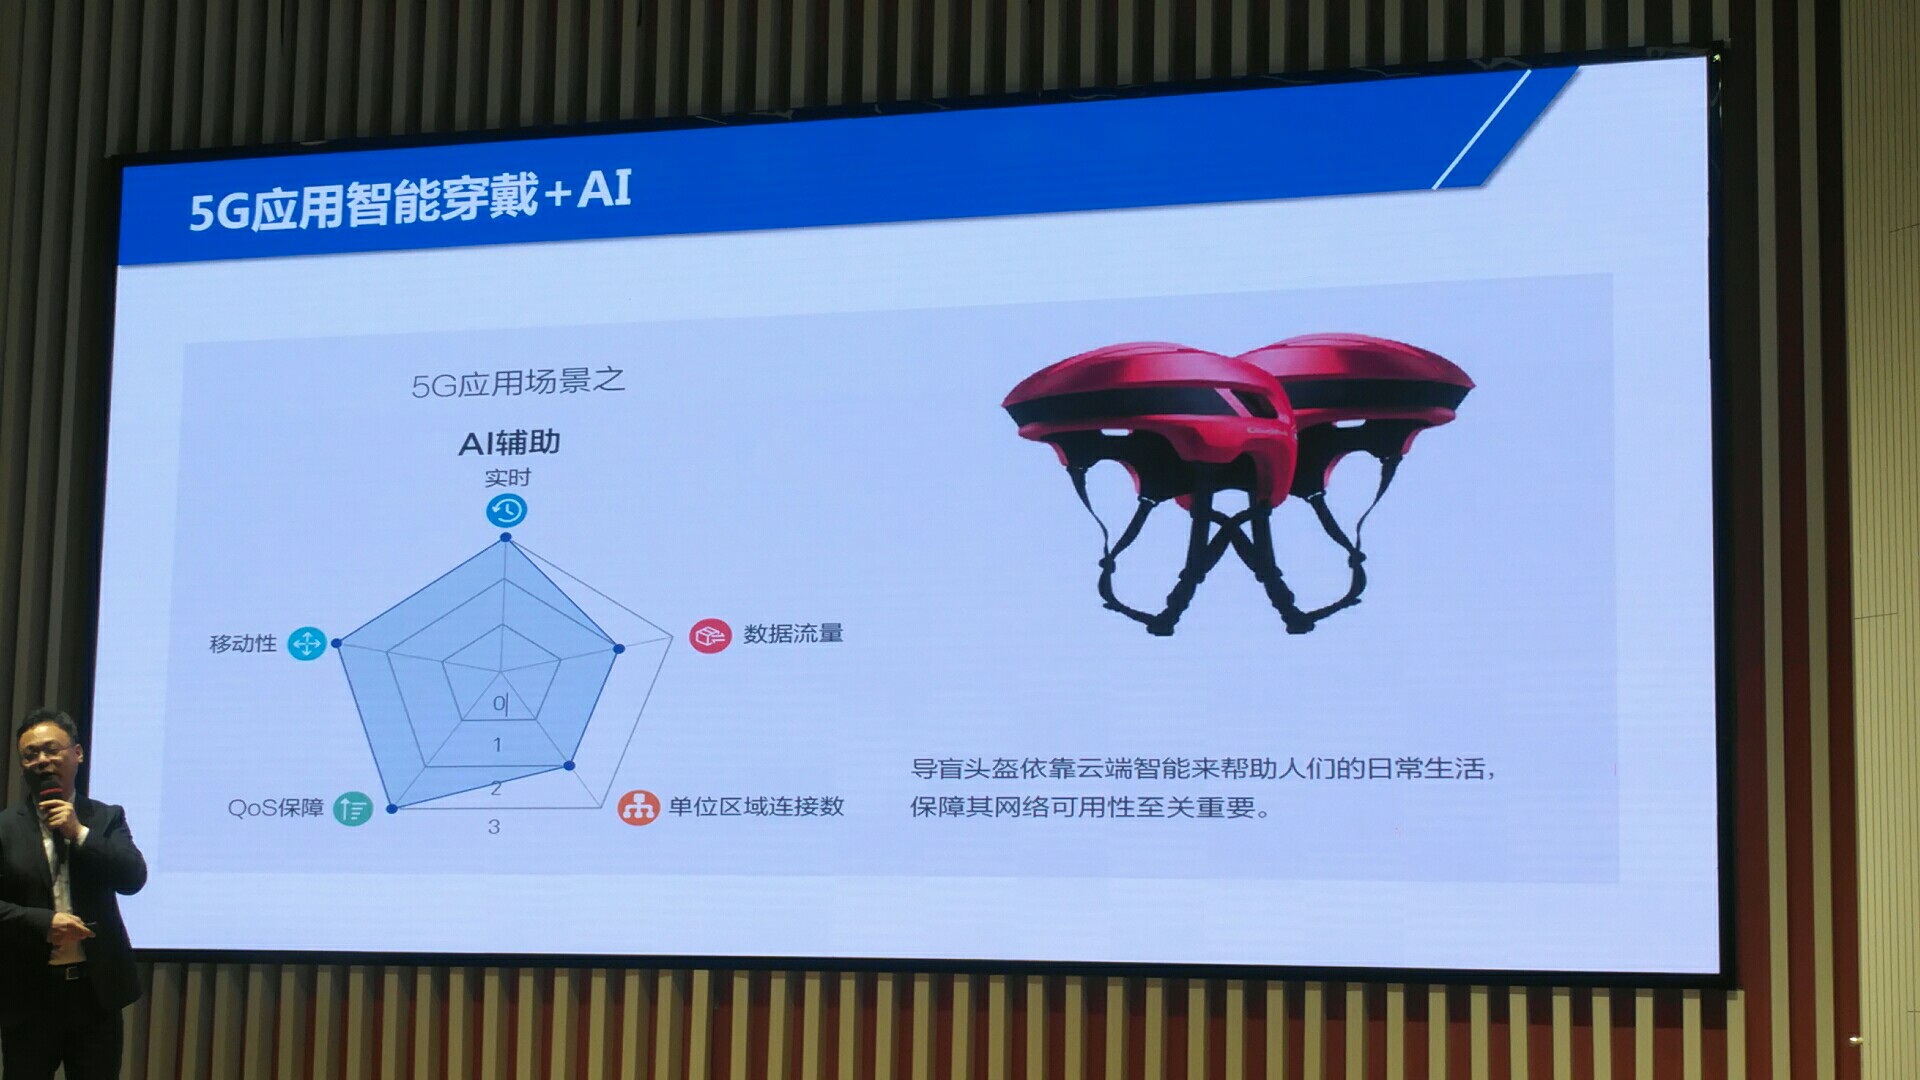 5G应用智能穿戴+AI
5G应用场景之
AI辅助
实时
移动性
数据流量
0
1
2
3
QoS保障
单位区域连接数
导盲头盔依靠云端智能来帮助人们的日常生活，
保障其网络可用性至关重要。